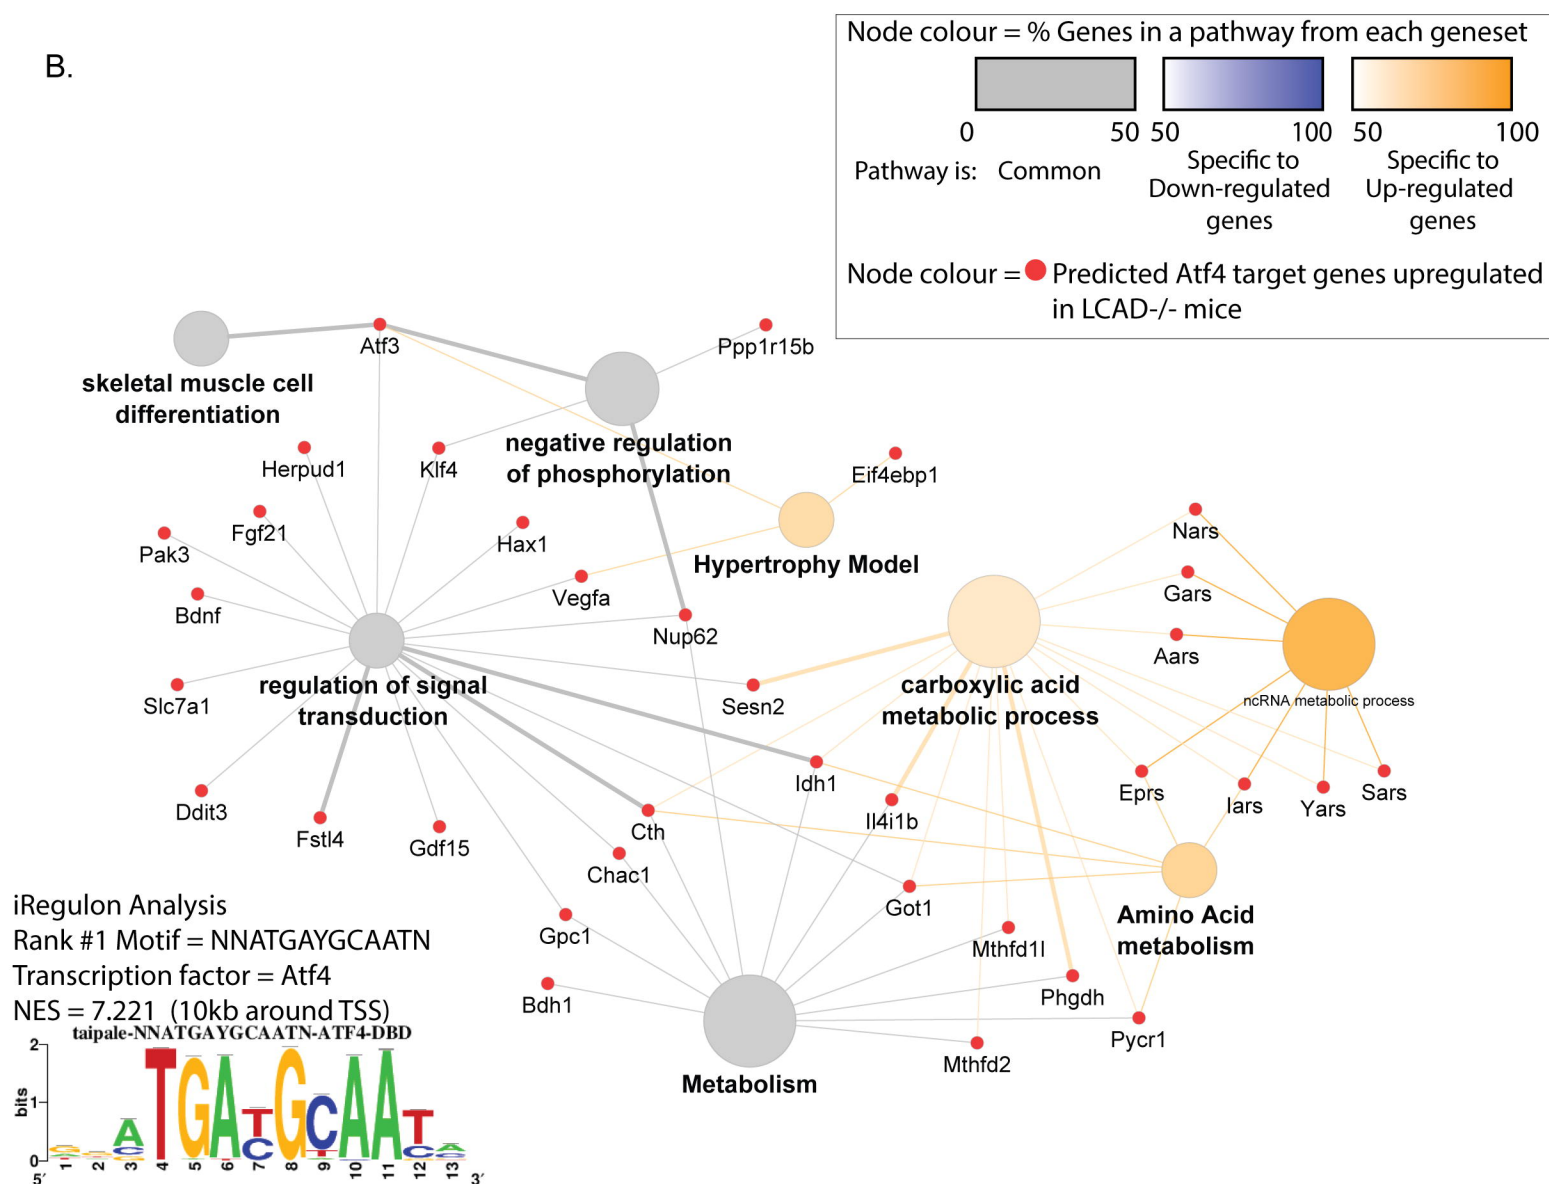 B.
Node colour = % Genes in a pathway from each geneset
0 50 50 100 50 100
Pathway is: Common
Specific to
Down-regulated
genes
Specific to
Up-regulated
genes
Node colour = Predicted Atf4 target genes upregulated
in LCAD-/- mice
Atf3
Ppp1r15b
skeletal muscle cell
differentiation
negative regulation
of phosphorylation
Herpud1
Klf4
Eif4ebp1
Fgf21
Hax1
Pak3
Nars
Hypertrophy Model
Vegfa
Bdnf
Gars
Nup62
Aars
regulation of signal
transduction
carboxylic acid
metabolic process
ncRNA metabolic process
Slc7a1
Sesn2
Idh1
Eprs
Iars
Yars
Sars
Ddit3
Fstl4
Gdf15
Cth
Il4i1b
Chac1
Got1
Amino Acid
metabolism
Gpc1
Mthfd1l
Bdh1
Phgdh
Pycr1
Mthfd2
Metabolism
iRegulon Analysis
Rank #1 Motif = NNATGAYGCAATN
Transcription factor = Atf4
NES = 7.221 (10kb around TSS)
taipale-NNATGAYGCAATN-ATF4-DBD
2
1
0
bits
A TGATGCAAT
C C C
1 2 3 4 5 6 7 8 9 10 11 12 13
5′ 3′